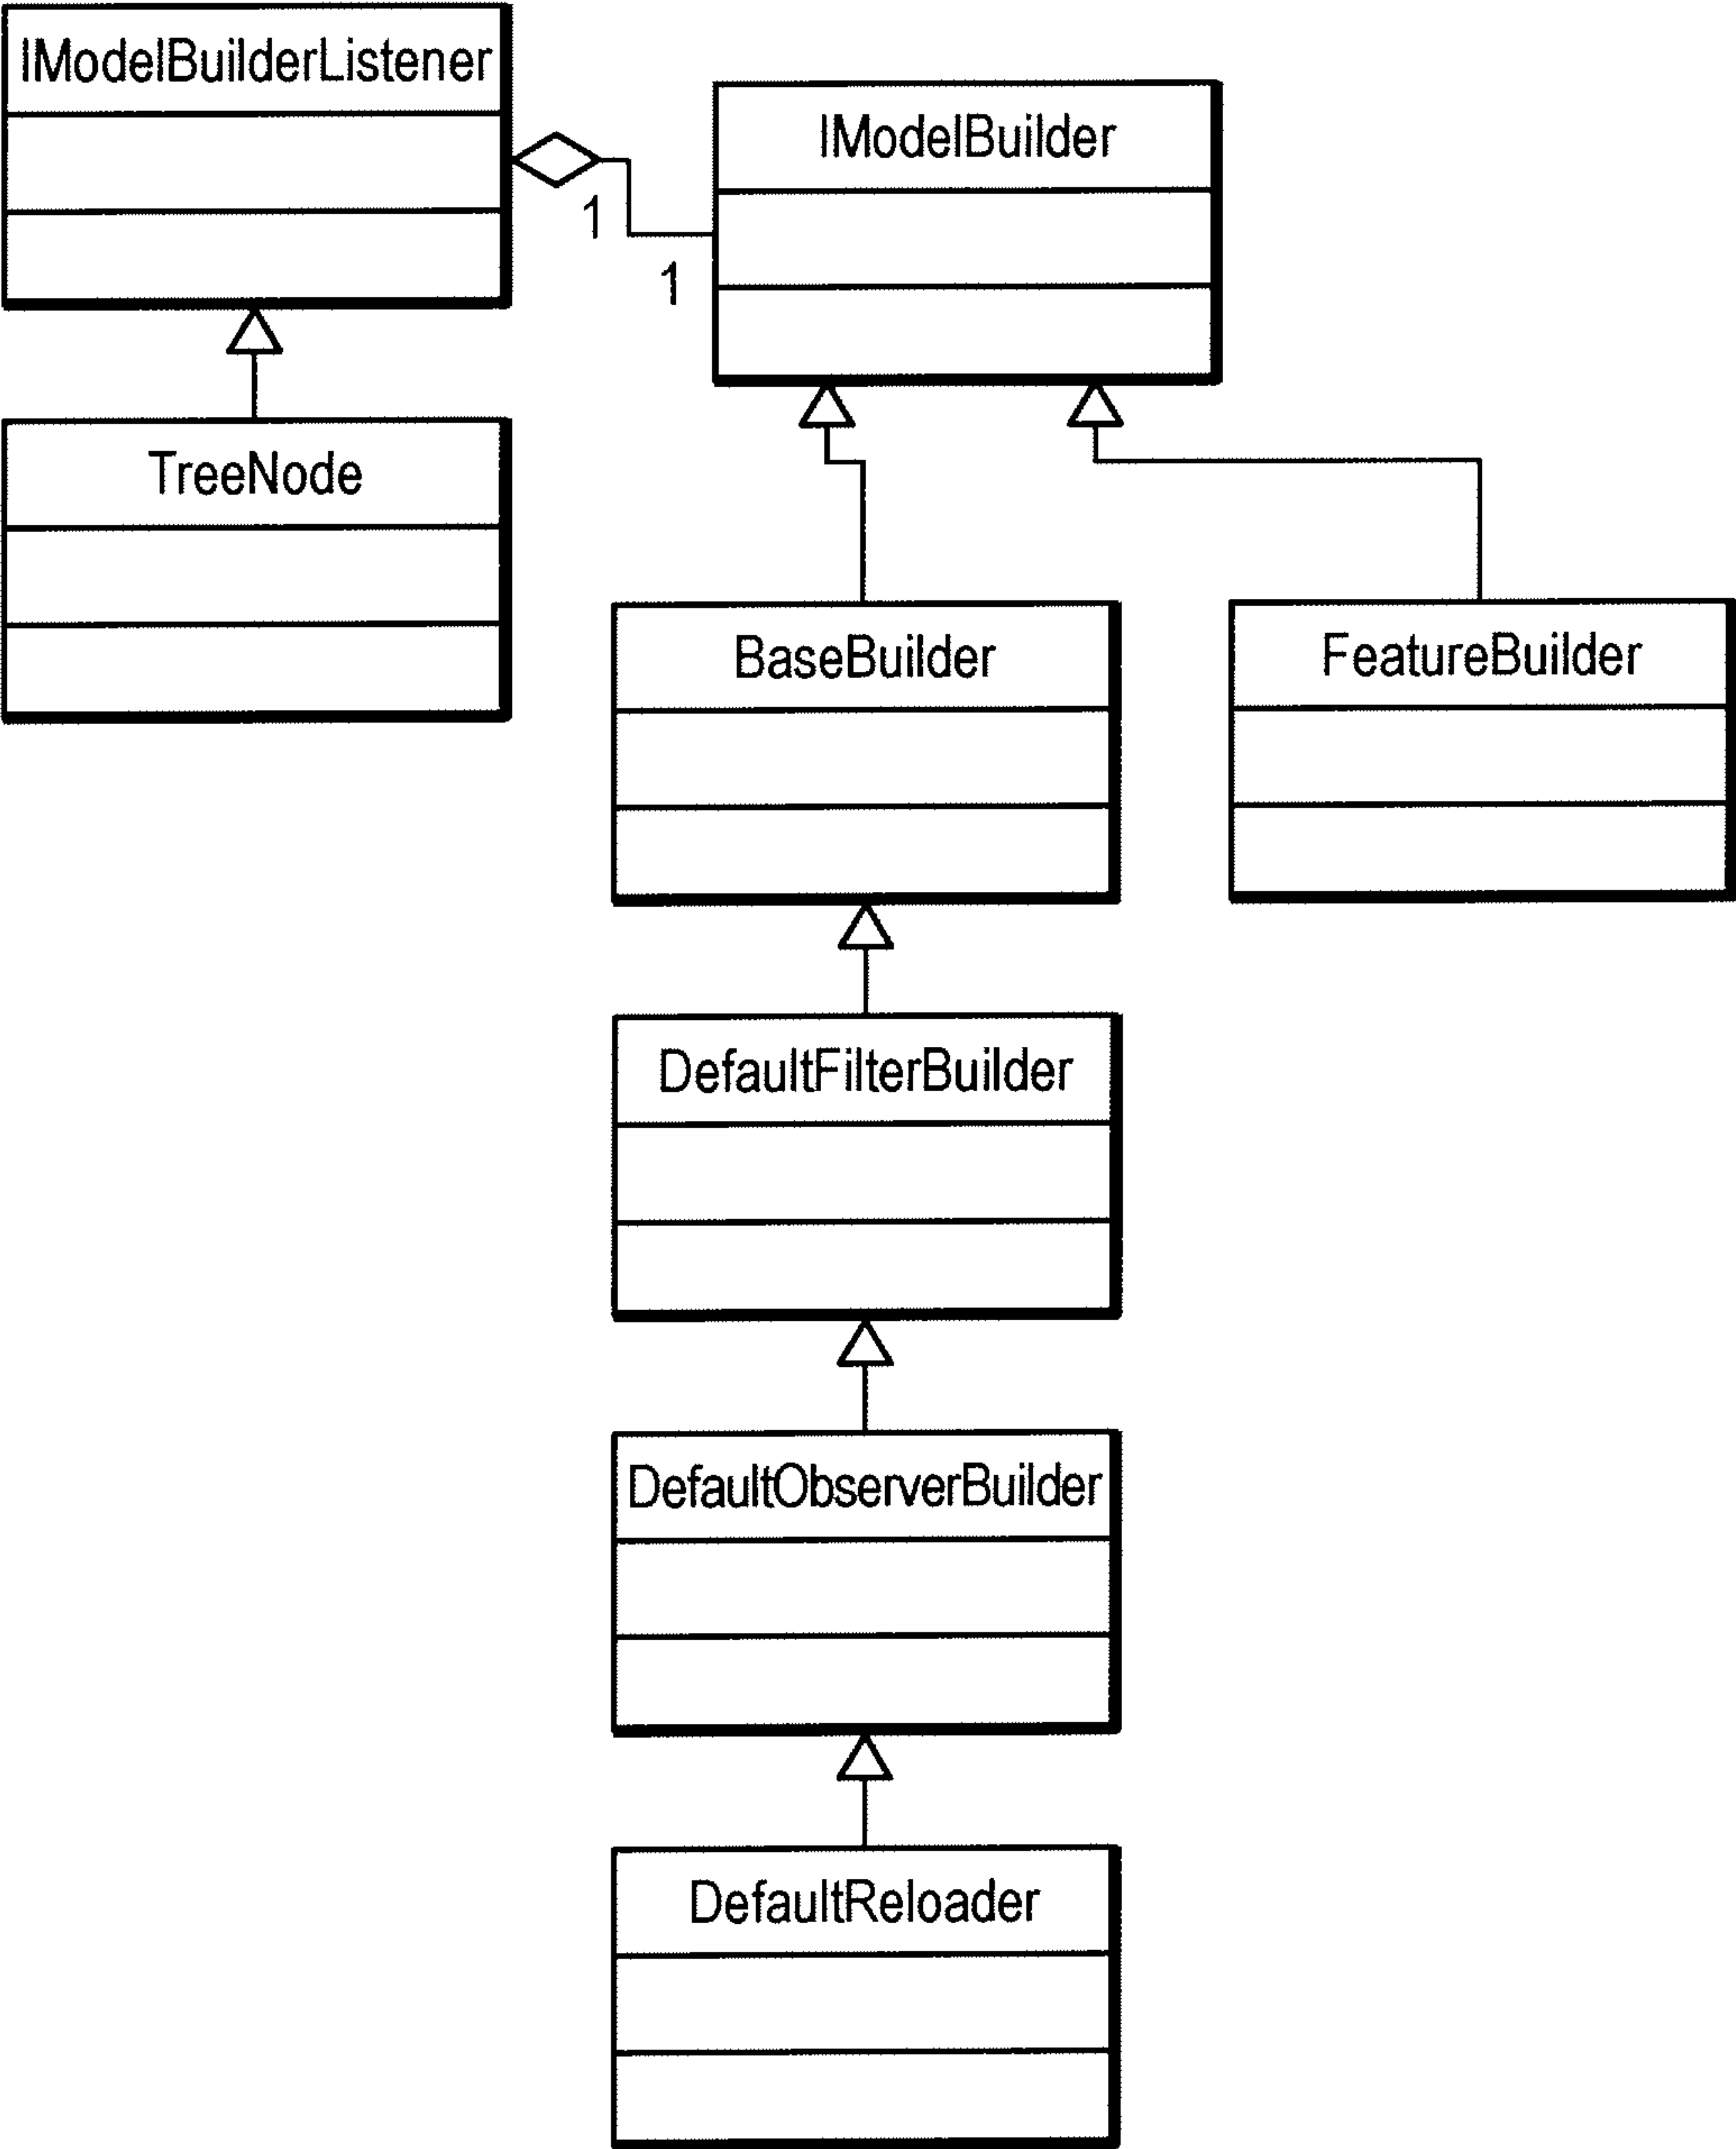 IModelBuilderListener
IModelBuilder
1
1
TreeNode
BaseBuilder
FeatureBuilder
DefaultFilterBuilder
DefaultObserverBuilder
DefaultReloader